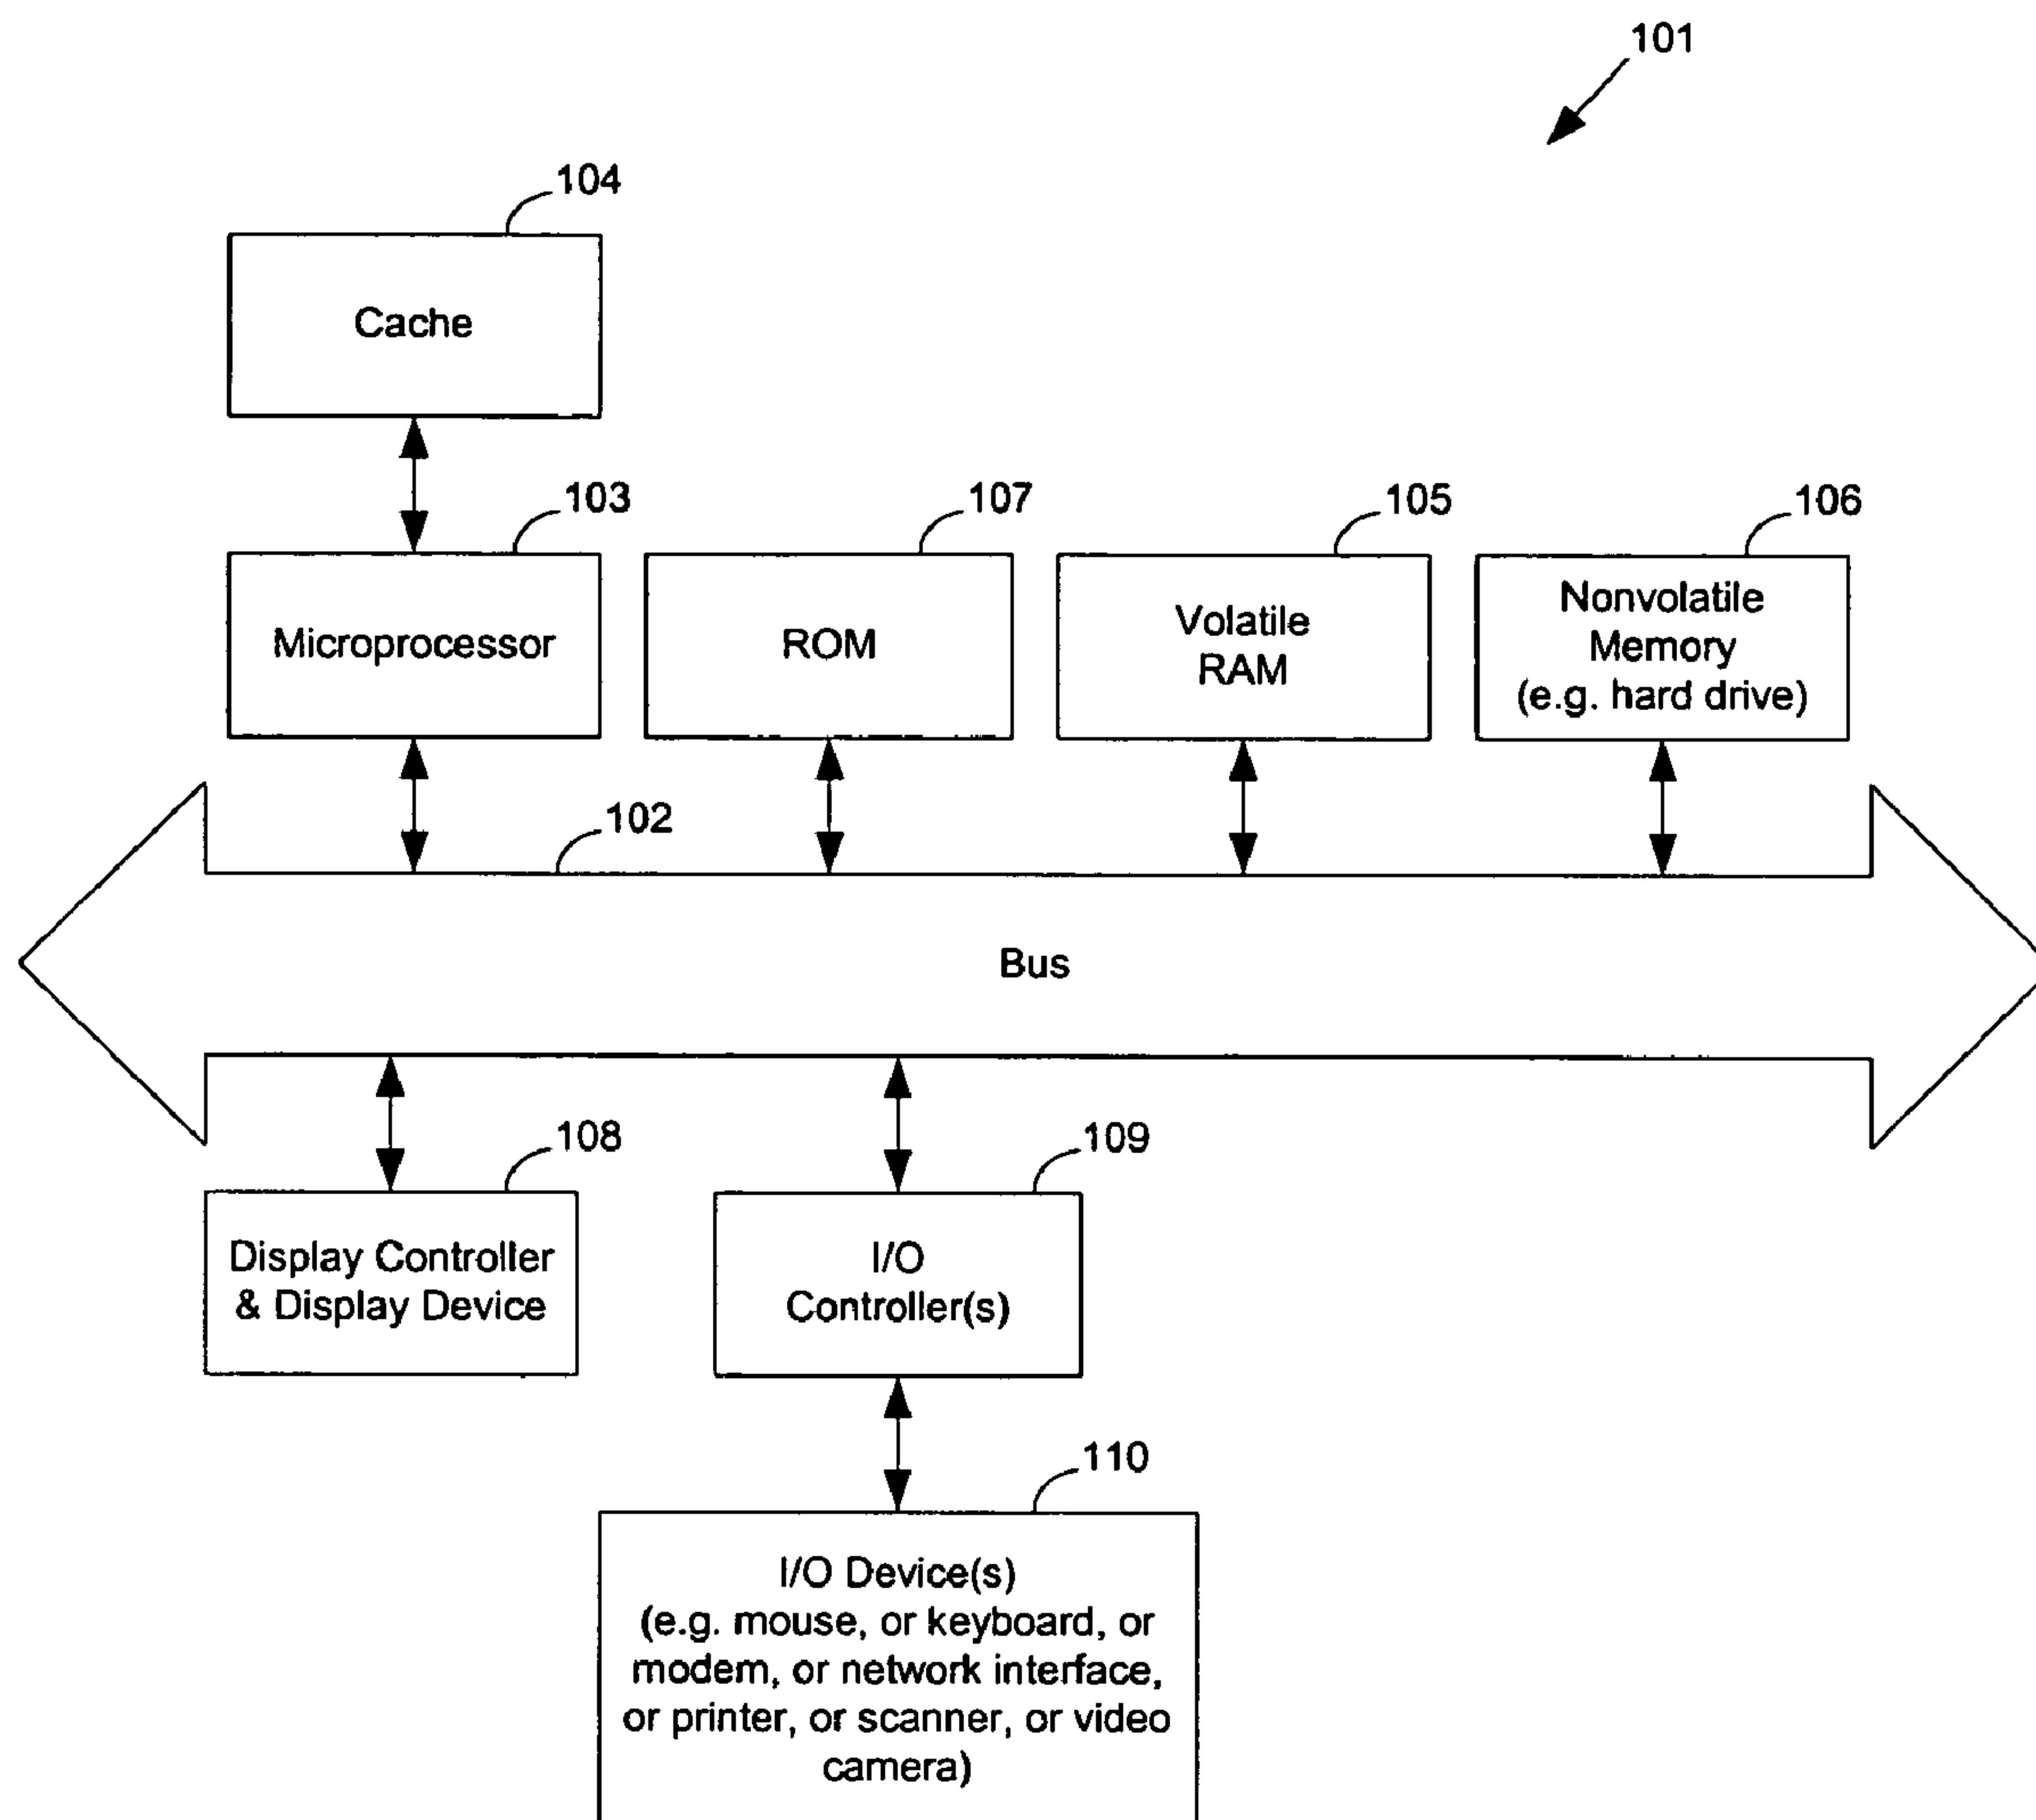 101
104
Cache
103
107
105
106
Microprocessor
ROM
Volatile
RAM
Nonvolatile
Memory
(e.g. hard drive)
102
Bus
108
109
Display Controller
& Display Device
I/O
Controller(s)
110
I/O Device(s)
(e.g. mouse, or keyboard, or
modem, or network interface,
or printer, or scanner, or video
camera)